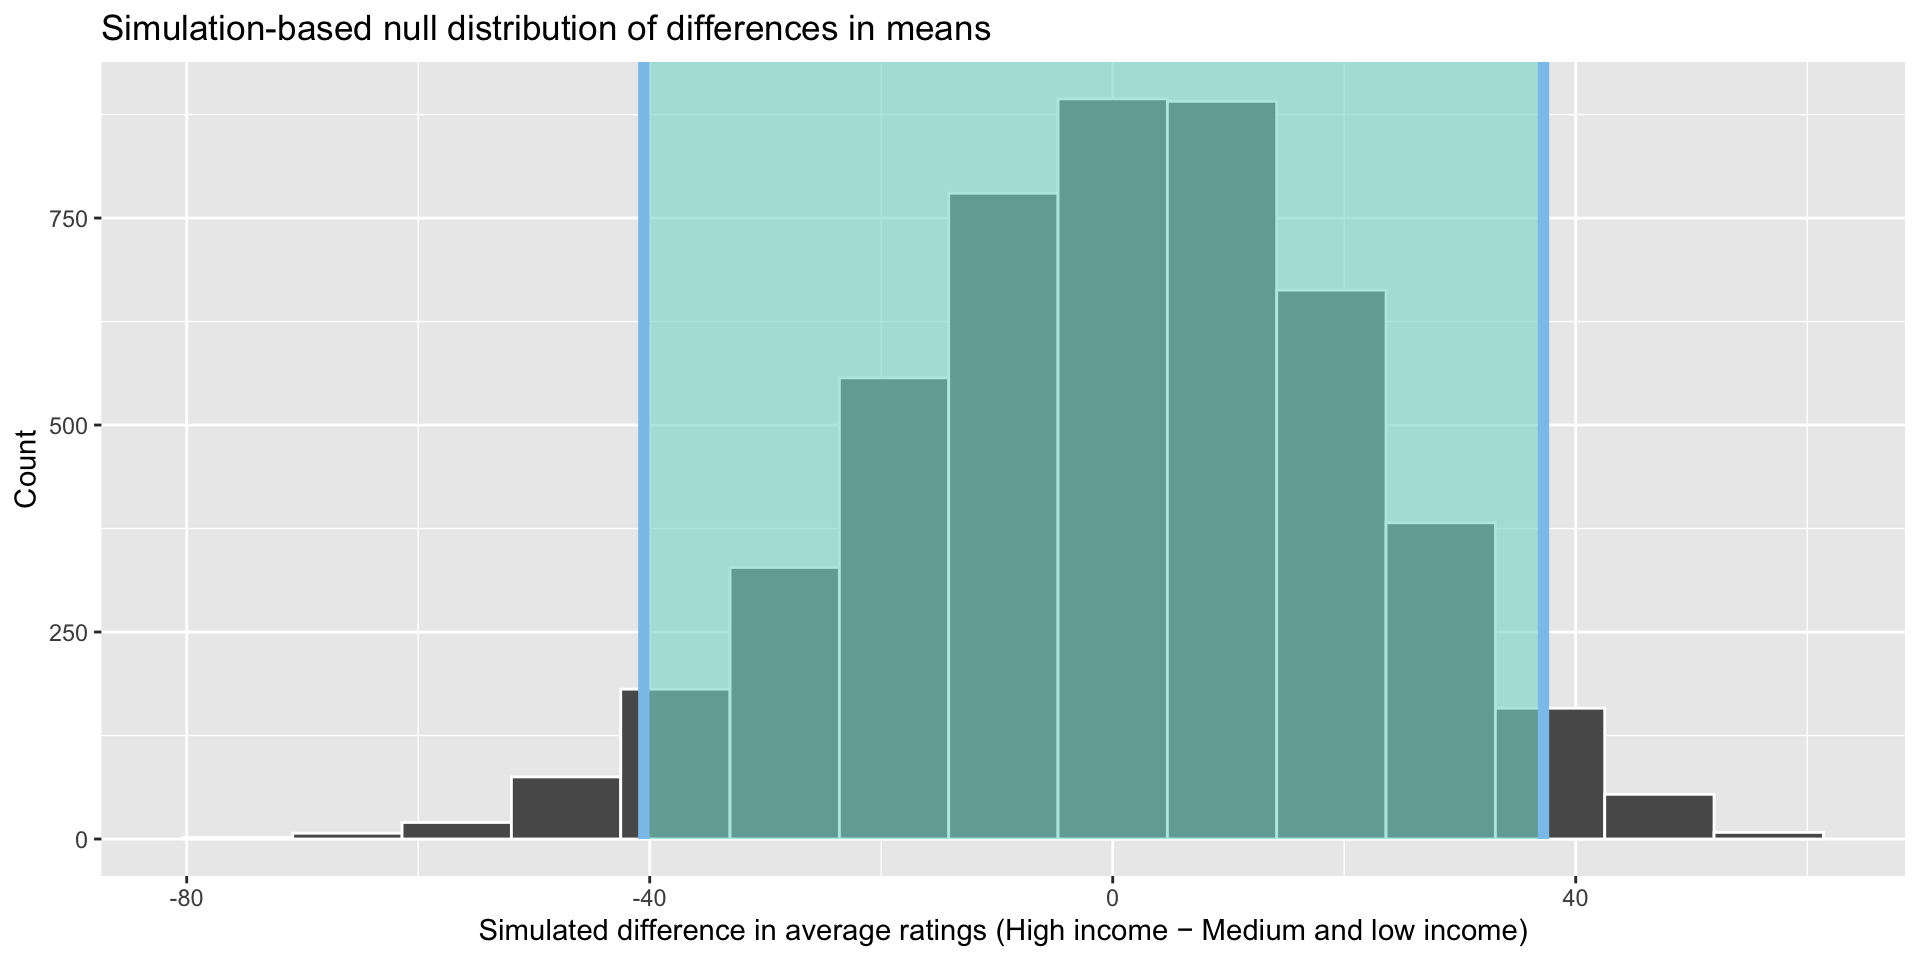 Simulation-based null distribution of differences in means
Count
750
500
250
0
-80
-40
0
40
Simulated difference in average ratings (High income − Medium and low income)